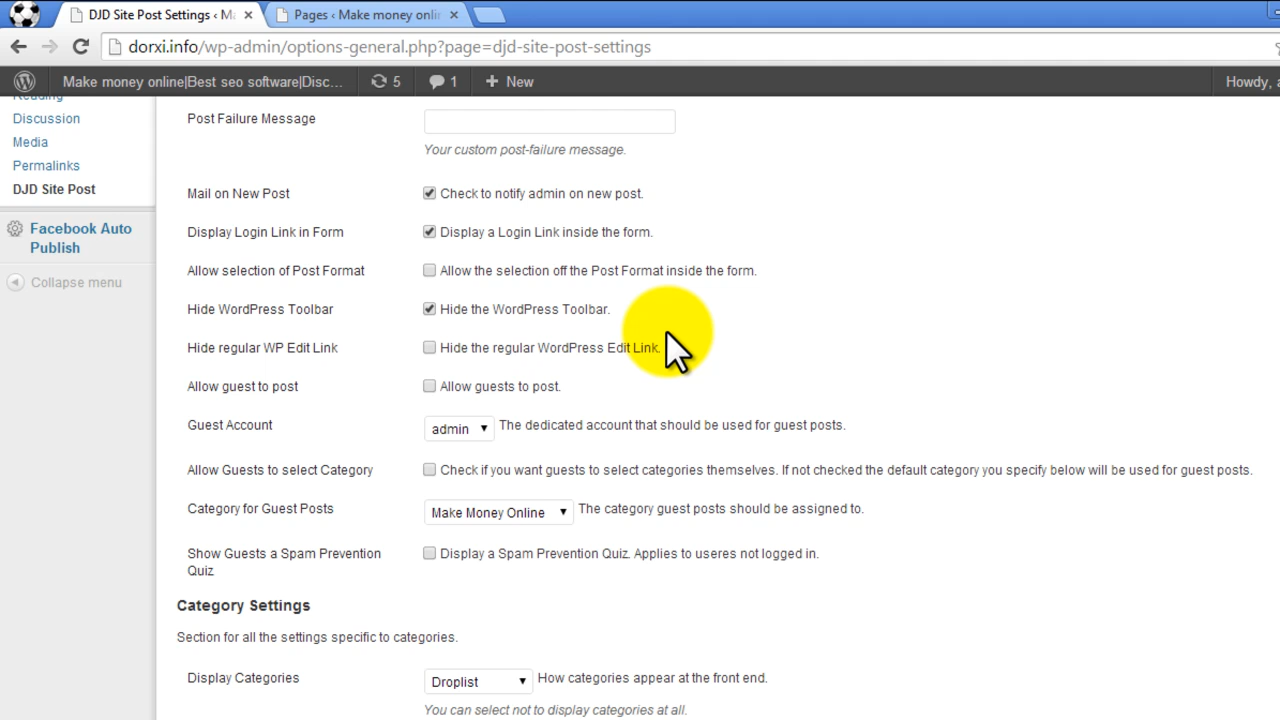 DJD Site Post Settings ‹ Ma
Pages ‹ Make money onlin
dorxi.info/wp-admin/options-general.php?page=djd-site-post-settings
Make money online|Best seo software|Disc...
5
1
+ New
Howdy, a
Reading
Discussion
Media
Permalinks
DJD Site Post
Facebook Auto
Publish
Collapse menu
Post Failure Message
Your custom post-failure message.
Mail on New Post
Check to notify admin on new post.
Display Login Link in Form
Display a Login Link inside the form.
Allow selection of Post Format
Allow the selection off the Post Format inside the form.
Hide WordPress Toolbar
Hide the WordPress Toolbar.
Hide regular WP Edit Link
Hide the regular WordPress Edit Link.
Allow guest to post
Allow guests to post.
Guest Account
admin
The dedicated account that should be used for guest posts.
Allow Guests to select Category
Check if you want guests to select categories themselves. If not checked the default category you specify below will be used for guest posts.
Category for Guest Posts
Make Money Online
The category guest posts should be assigned to.
Show Guests a Spam Prevention
Quiz
Display a Spam Prevention Quiz. Applies to useres not logged in.
Category Settings
Section for all the settings specific to categories.
Display Categories
Droplist
How categories appear at the front end.
You can select not to display categories at all.